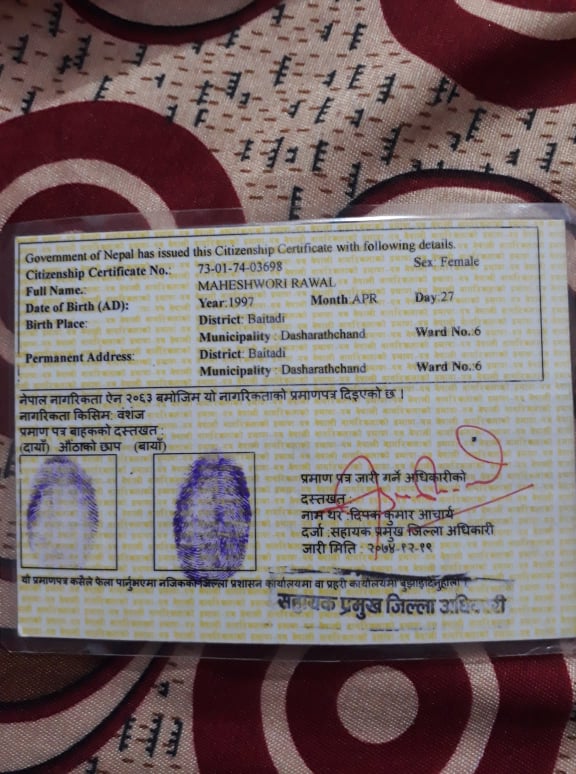 Government of Nepal has issued this Citizenship Certificate with following details.
Citizenship Certificate No.: 73-01-74-03698 Sex: Female
Full Name.: MAHESHWORI RAWAL
Date of Birth (AD): Year:1997 Month:APR Day:27
Birth Place: District: Baitadi
Municipality : Dasharathchand Ward No.:6
Permanent Address: District: Baitadi
Municipality : Dasharathchand Ward No.:6
नेपाल नागरिकता ऐन २०६३ बमोजिम यो नागरिकताको प्रमाणपत्र दिइएको छ ।
नागरिकता किसिम: वंशज
प्रमाण पत्र बाहकको दस्तखत :
(दायाँ) औंठाको छाप (बायाँ)
प्रमाण पत्र जारी गर्ने अधिकारीको
दस्तखत :
नाम थर :दिपक कुमार आचार्य
दर्जा :सहायक प्रमुख जिल्ला अधिकारी
जारी मिति : २०७४-१२-१९
यो प्रमाणपत्र कसैले फेला पार्नुभएमा नजिकको जिल्ला प्रशासन कार्यालयमा वा प्रहरी कार्यालयमा बुझाइदिनुहोला ।
सहायक प्रमुख जिल्ला अधिकारी